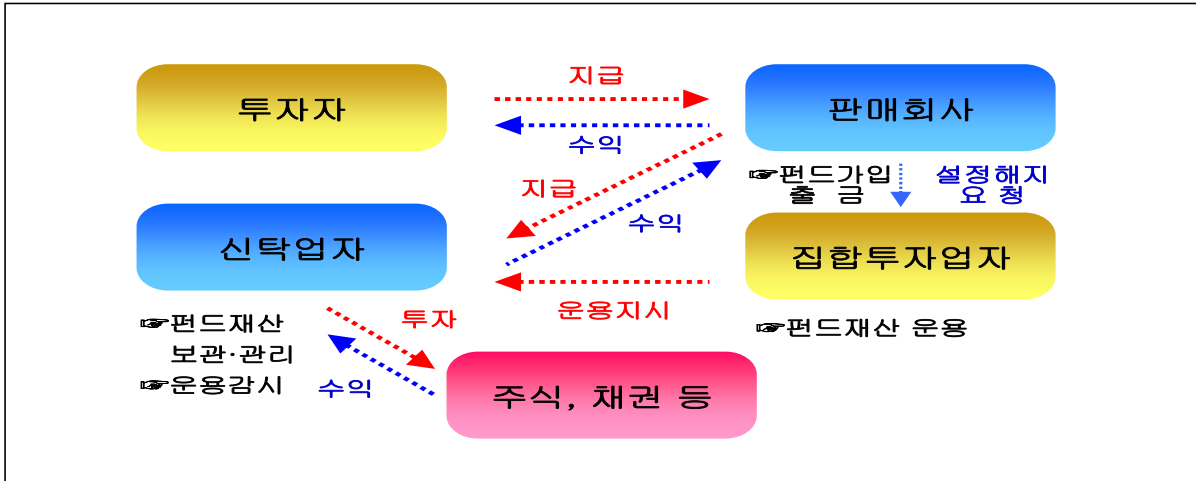 투자자
지급
수익
판매회사
☞펀드가입
출 금
설정해지
요 청
지급
수익
신탁업자
집합투자업자
운용지시
☞펀드재산
보관·관리
☞운용감시
투자
수익
☞펀드재산 운용
주식, 채권 등